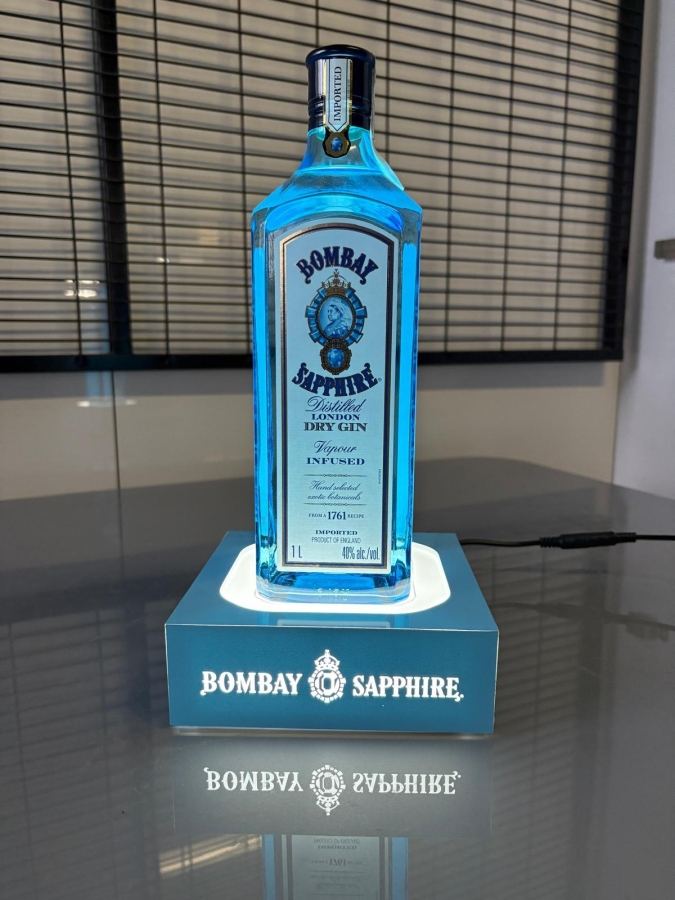 IMPORTED
BOMBAY
SAPPHIRE
Distilled
LONDON
DRY GIN
Vapour
INFUSED
Hand selected
exotic botanicals
FROM A 1761 RECIPE
IMPORTED
PRODUCT OF ENGLAND
1 L 40% alc./vol.
BOMBAY SAPPHIRE